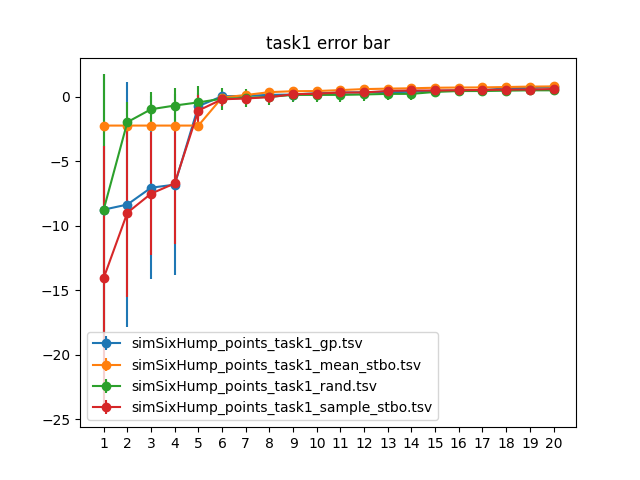 task1 error bar
0
−5
−10
−15
−20
−25
simSixHump_points_task1_gp.tsv
simSixHump_points_task1_mean_stbo.tsv
simSixHump_points_task1_rand.tsv
simSixHump_points_task1_sample_stbo.tsv
1 2 3 4 5 6 7 8 9 10 11 12 13 14 15 16 17 18 19 20